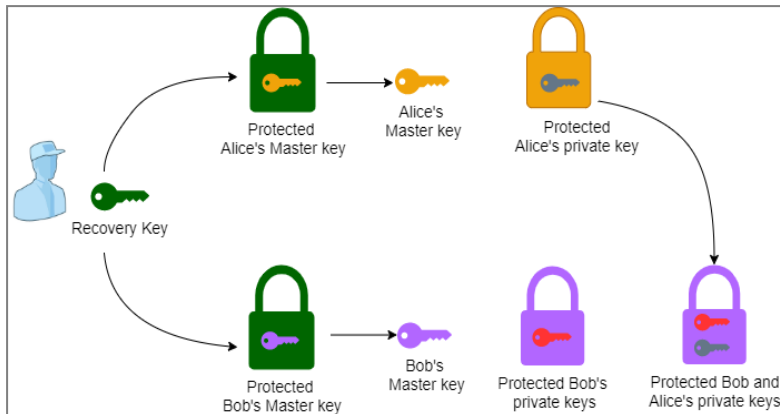 Protected
Alice's Master key
Alice's
Master key
Protected
Alice's private key
Recovery Key
Protected
Bob's Master key
Bob's
Master key
Protected Bob's
private keys
Protected Bob and
Alice's private keys